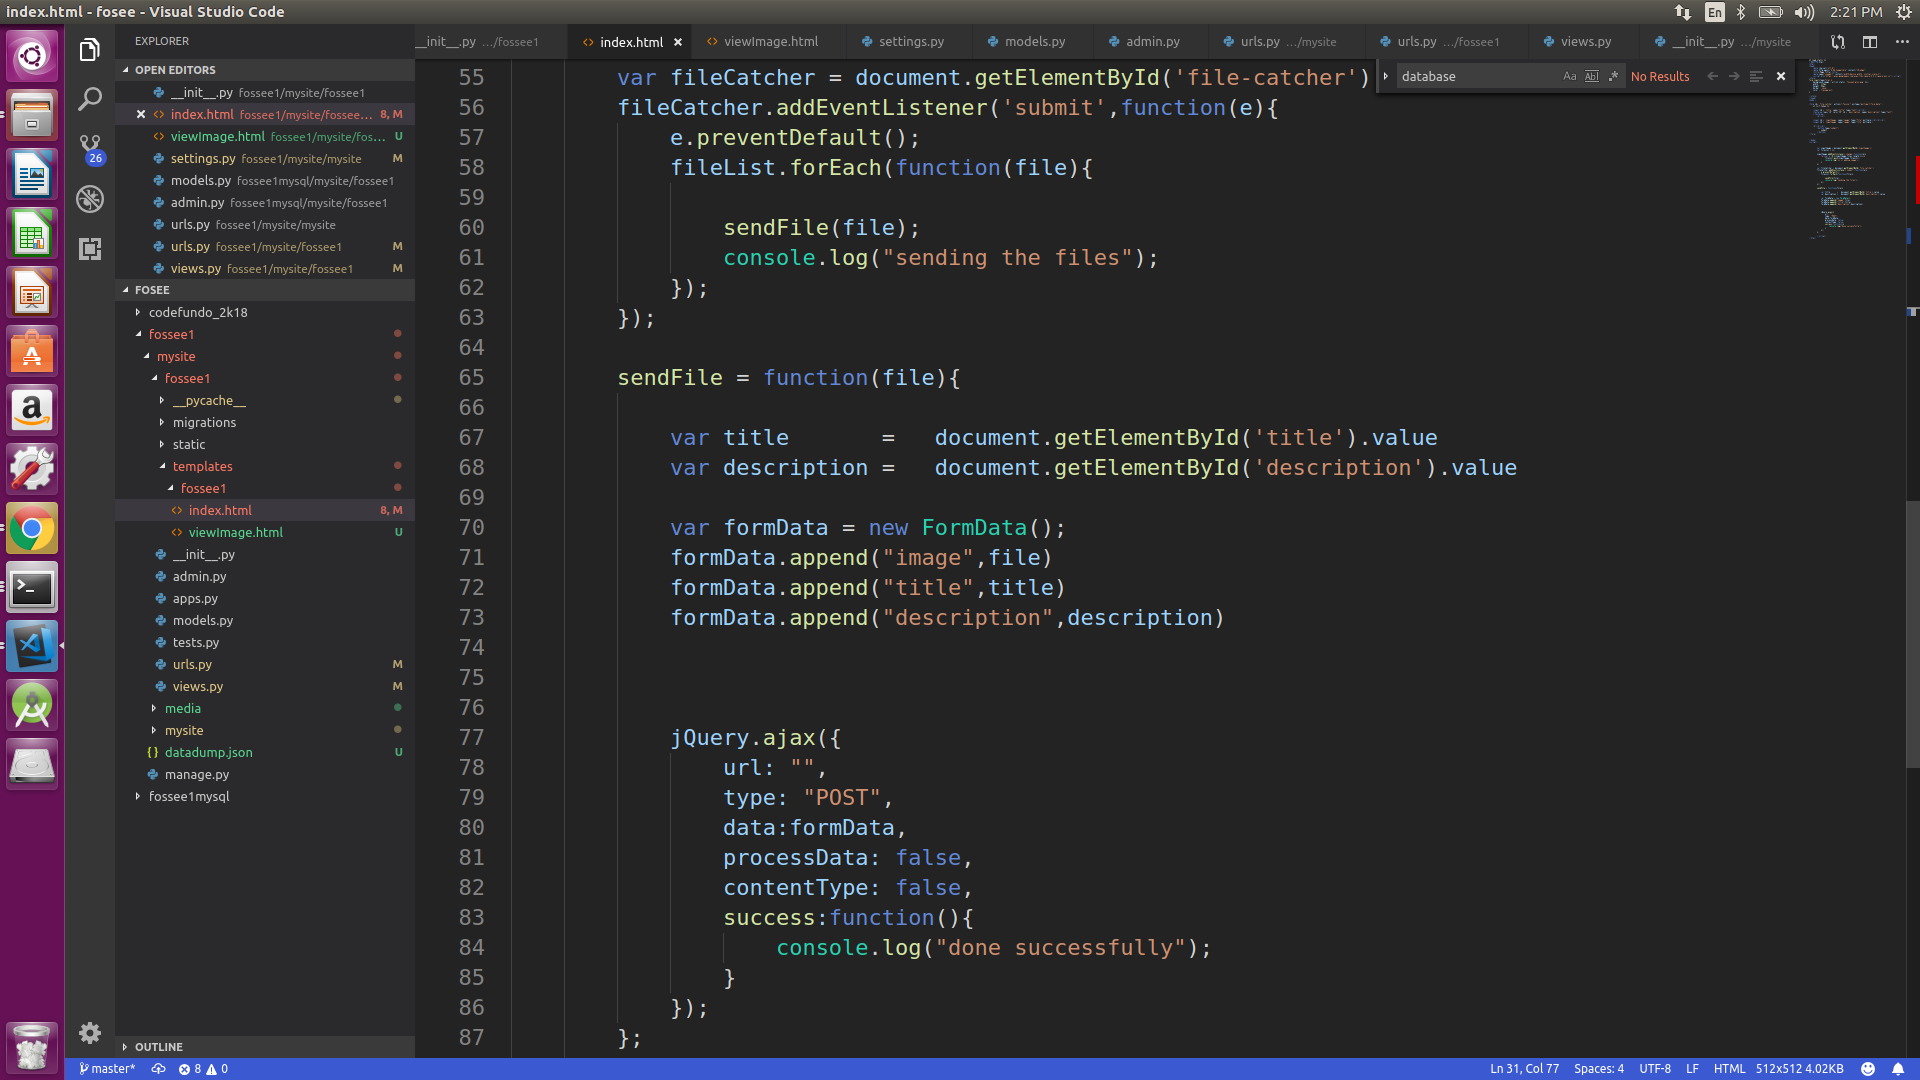 index.html - fosee - Visual Studio Code
En
2:21 PM
EXPLORER
OPEN EDITORS
__init__.py fossee1/mysite/fossee1
index.html fossee1/mysite/fossee... 8, M
viewImage.html fossee1/mysite/fos... U
settings.py fossee1/mysite/mysite M
models.py fossee1mysql/mysite/fossee1
admin.py fossee1mysql/mysite/fossee1
urls.py fossee1/mysite/mysite
urls.py fossee1/mysite/fossee1 M
views.py fossee1/mysite/fossee1 M
FOSEE
codefundo_2k18
fossee1
mysite
fossee1
__pycache__
migrations
static
templates
fossee1
index.html 8, M
viewImage.html U
__init__.py
admin.py
apps.py
models.py
tests.py
urls.py M
views.py M
media
mysite
datadump.json U
manage.py
fossee1mysql
OUTLINE
26
__init__.py .../fossee1
index.html
viewImage.html
settings.py
models.py
admin.py
urls.py .../mysite
urls.py .../fossee1
views.py
__init__.py .../mysite
database
Aa Abl .* No Results
55 var fileCatcher = document.getElementById('file-catcher')
56 fileCatcher.addEventListener('submit',function(e){
57 e.preventDefault();
58 fileList.forEach(function(file){
59
60 sendFile(file);
61 console.log("sending the files");
62 });
63 });
64
65 sendFile = function(file){
66
67 var title = document.getElementById('title').value
68 var description = document.getElementById('description').value
69
70 var formData = new FormData();
71 formData.append("image",file)
72 formData.append("title",title)
73 formData.append("description",description)
74
75
76
77 jQuery.ajax({
78 url: "",
79 type: "POST",
80 data:formData,
81 processData: false,
82 contentType: false,
83 success:function(){
84 console.log("done successfully");
85 }
86 });
87 };
master*
8 0
Ln 31, Col 77
Spaces: 4
UTF-8
LF
HTML
512x512 4.02KB